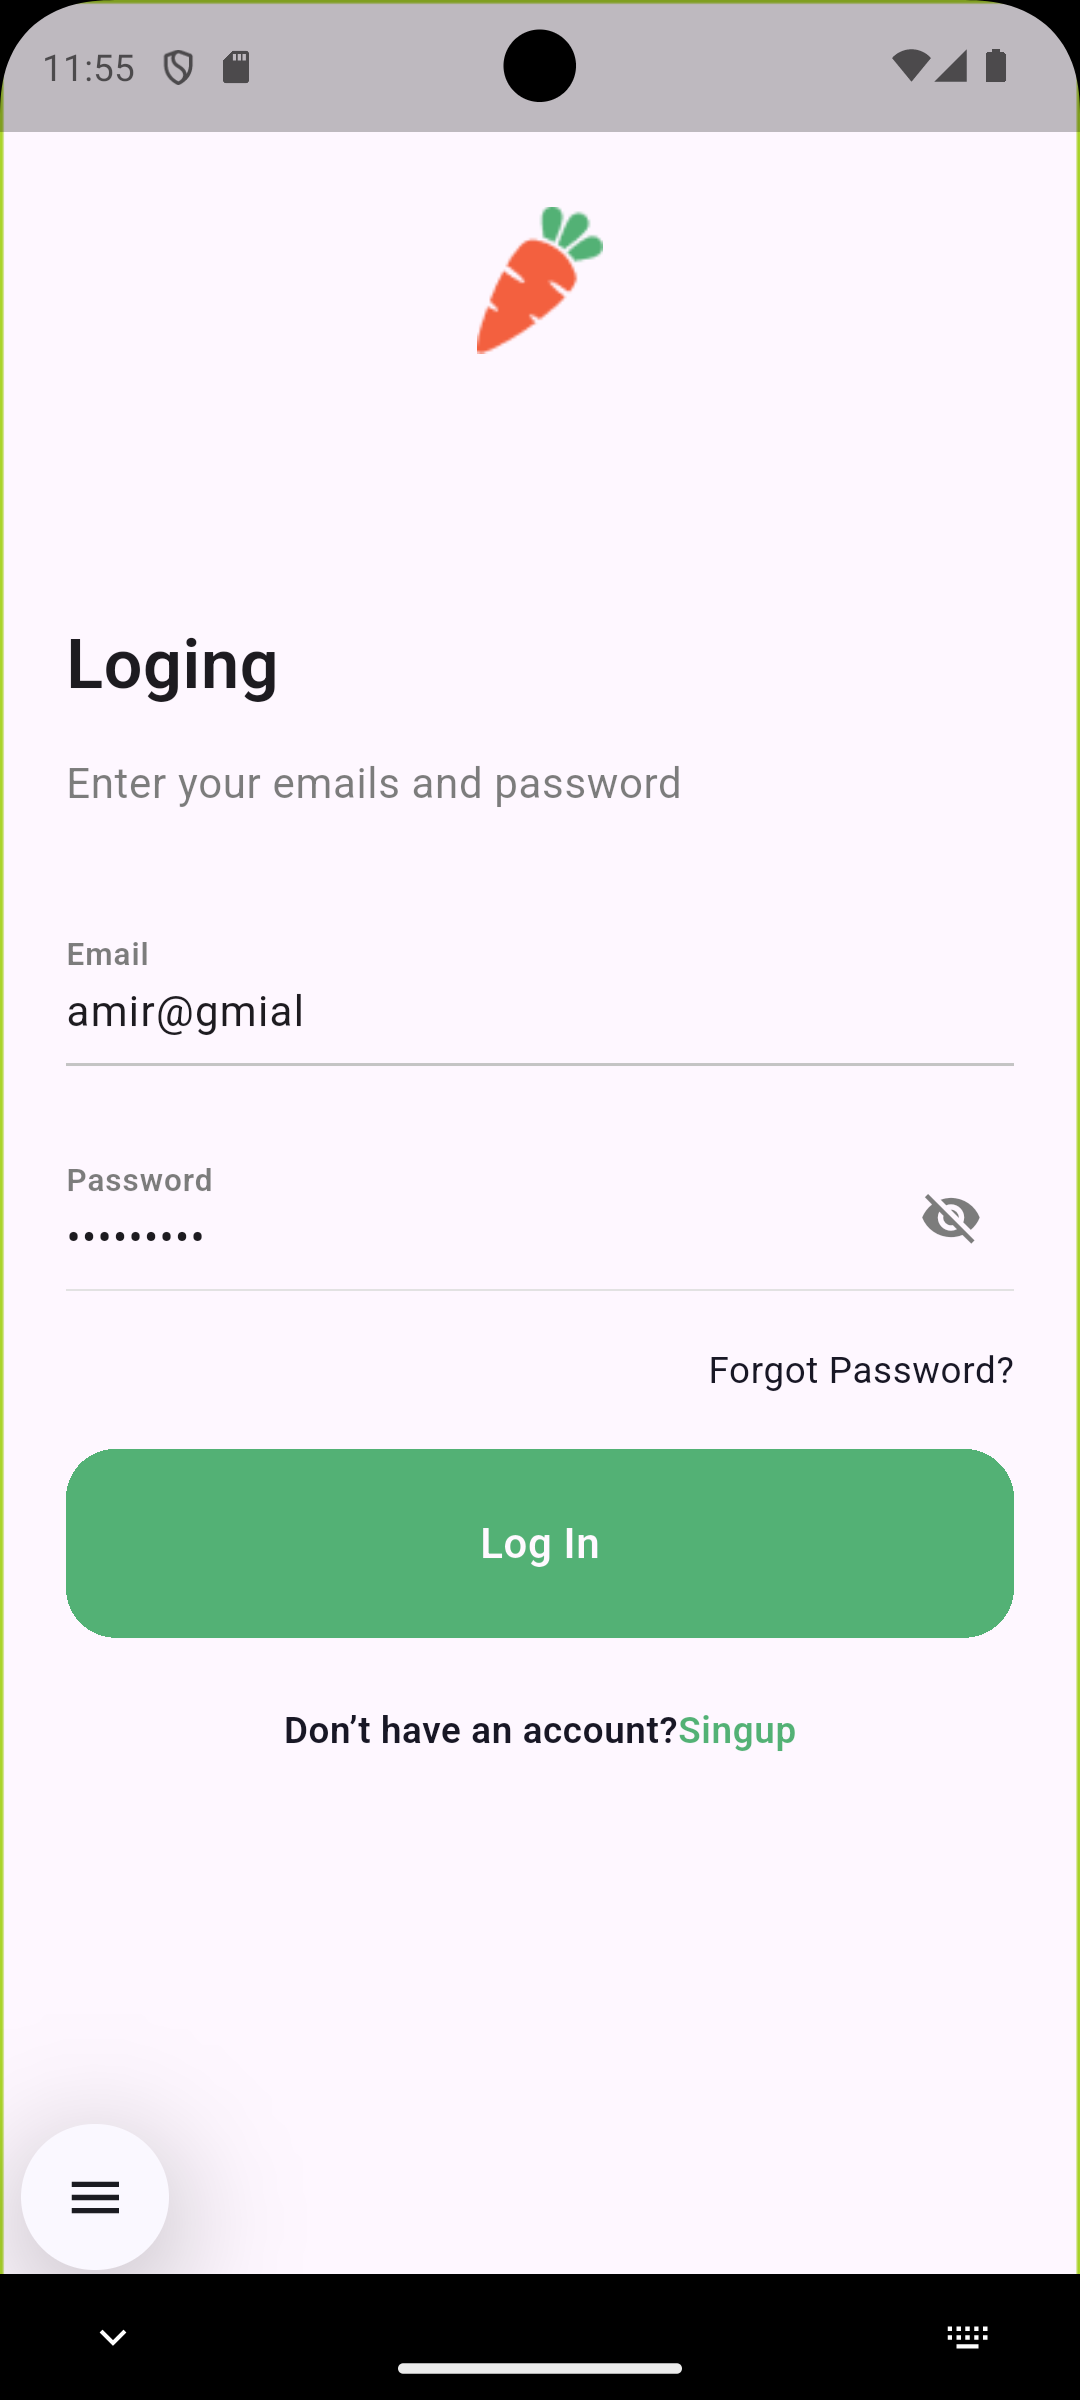 11:55
Loging
Enter your emails and password
Email
amir@gmial
Password
•••••••••
Forgot Password?
Log In
Don’t have an account?Singup